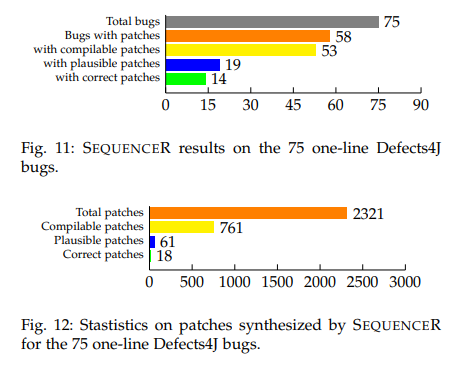 Total bugs 75
Bugs with patches 58
with compilable patches 53
with plausible patches 19
with correct patches 14
0 15 30 45 60 75 90
Fig. 11: SEQUENCER results on the 75 one-line Defects4J
bugs.
Total patches 2321
Compilable patches 761
Plausible patches 61
Correct patches 18
0 500 1000 1500 2000 2500 3000
Fig. 12: Stastistics on patches synthesized by SEQUENCER
for the 75 one-line Defects4J bugs.